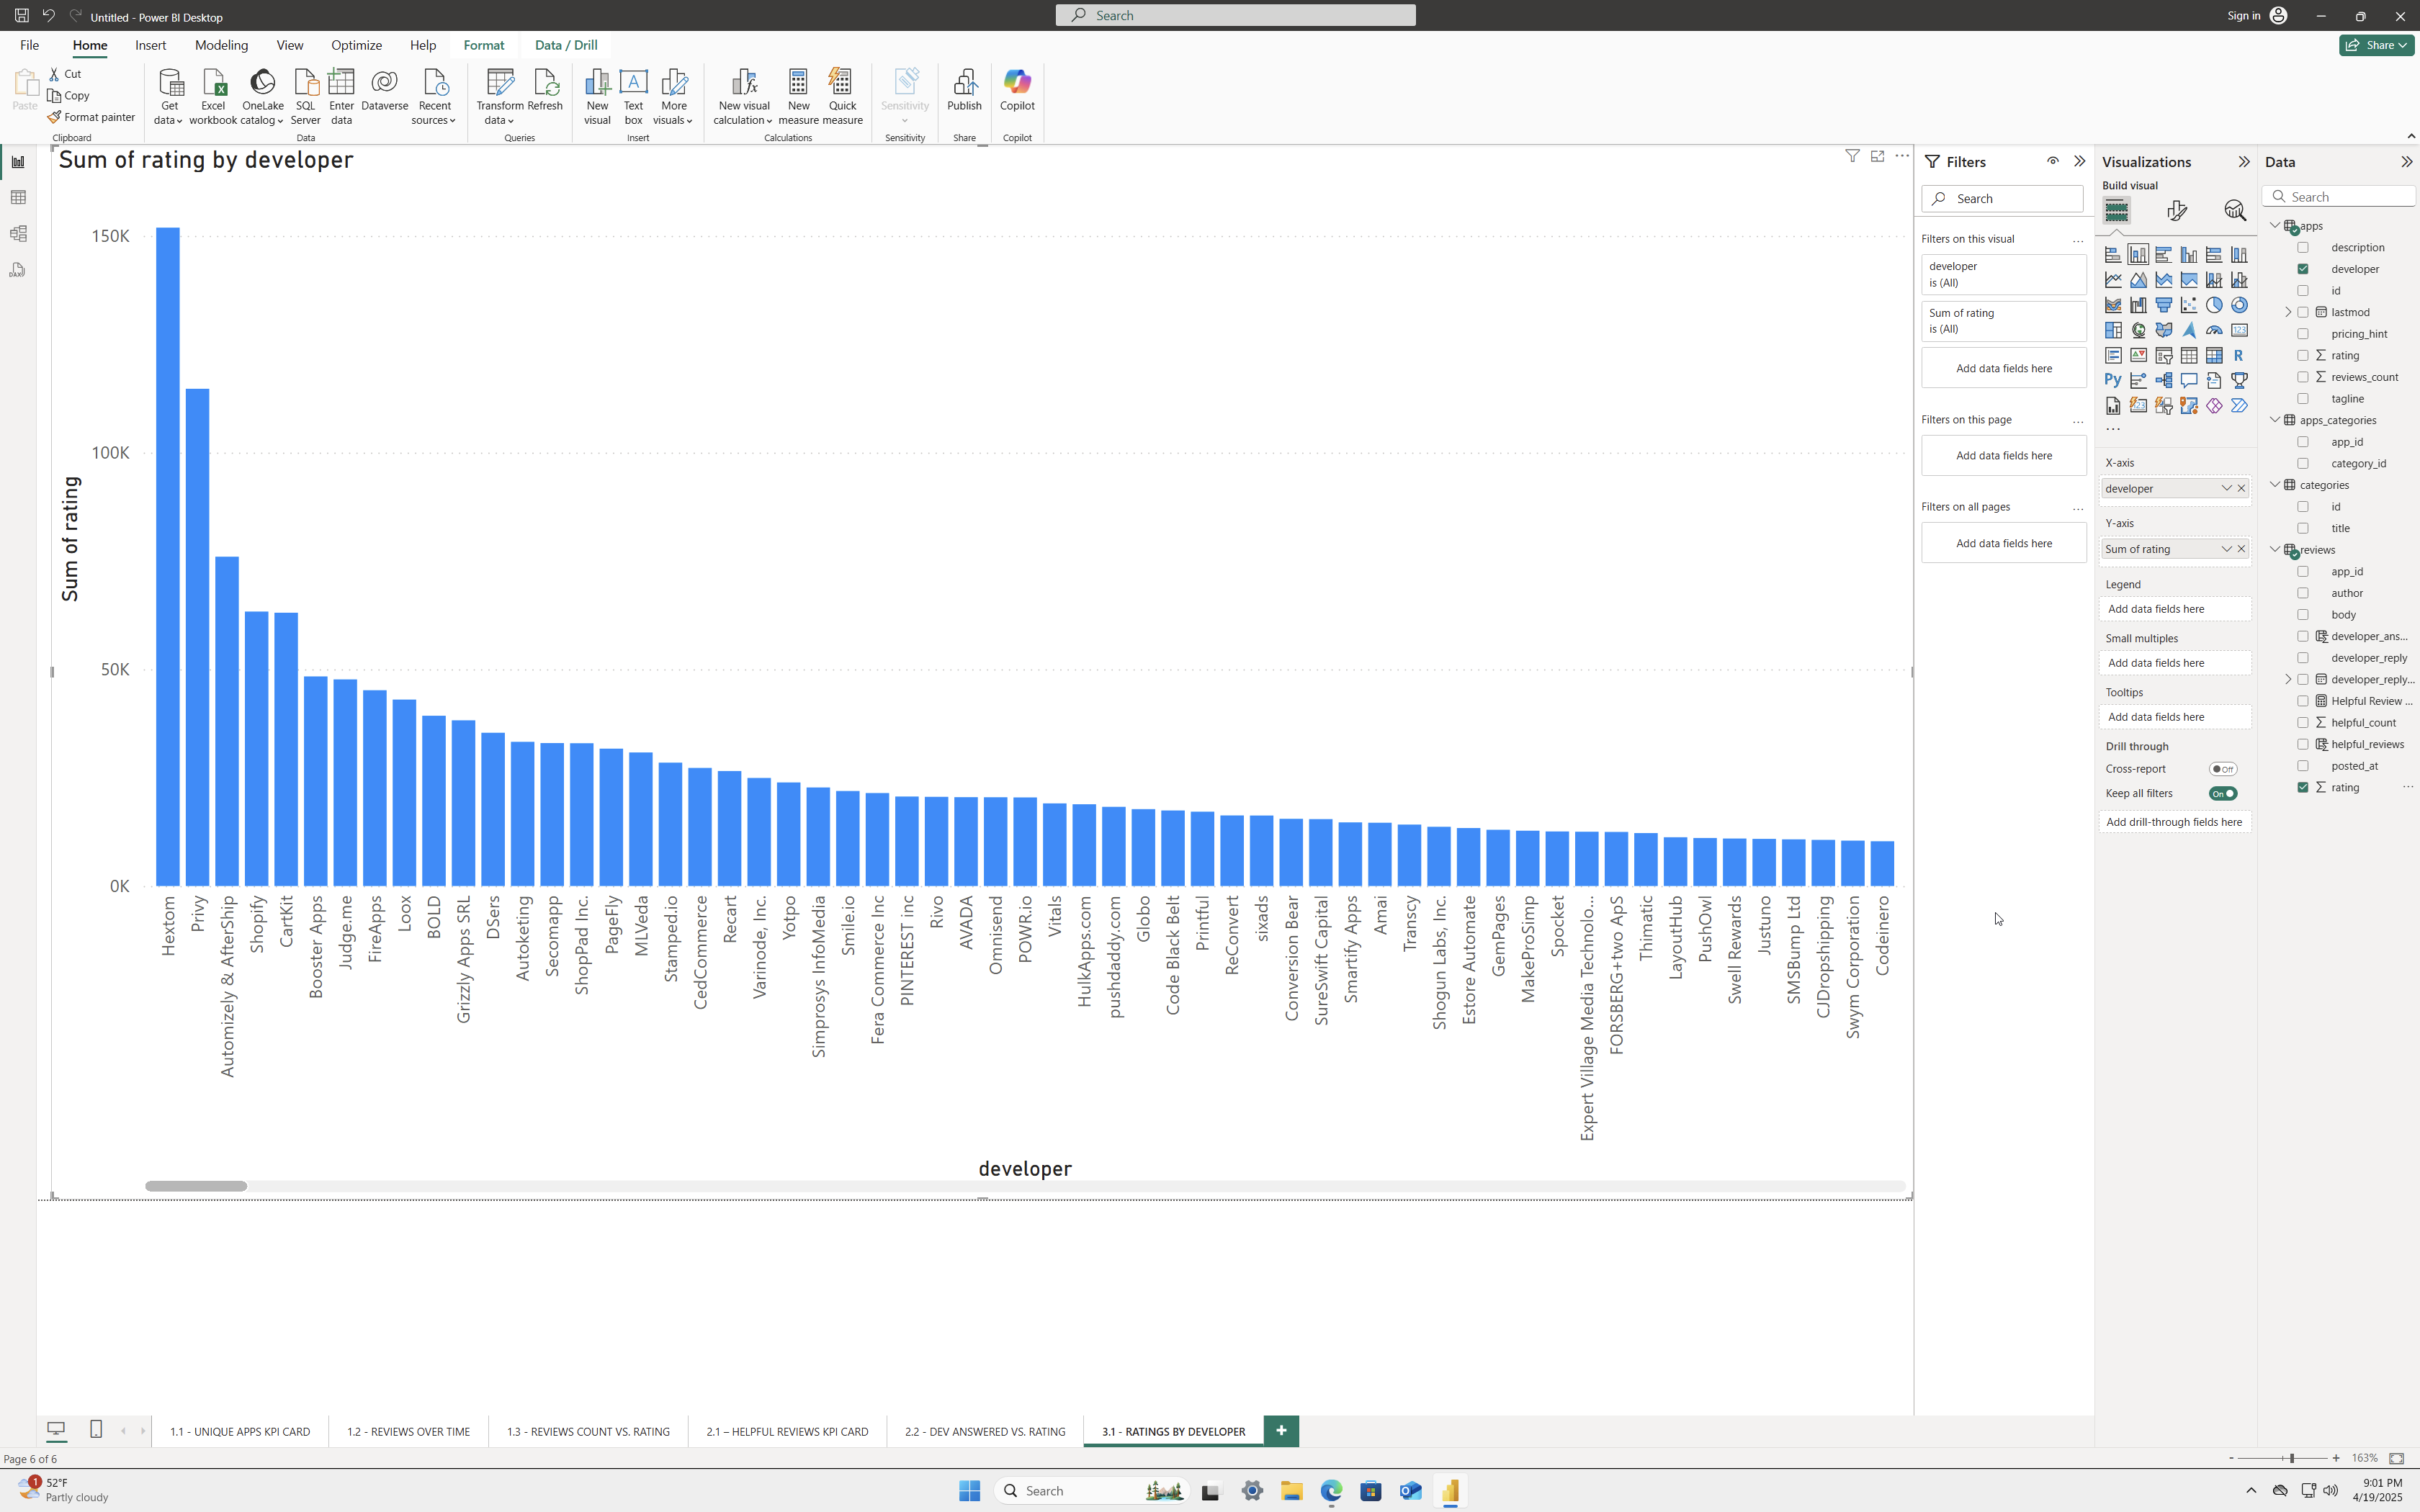 Untitled - Power BI Desktop
Search
Sign in
File
Home
Insert
Modeling
View
Optimize
Help
Format
Data / Drill
Share
Paste
Cut
Copy
Format painter
Clipboard
Get
data
Excel
workbook
OneLake
catalog
SQL
Server
Enter
data
Dataverse
Recent
sources
Data
Transform
data
Refresh
Queries
New
visual
Text
box
More
visuals
Insert
New visual
calculation
New
measure
Quick
measure
Calculations
Sensitivity
Sensitivity
Publish
Share
Copilot
Copilot
Sum of rating by developer
Sum of rating
150K
100K
50K
0K
Hextom
Privy
Automizely & AfterShip
Shopify
CartKit
Booster Apps
Judge.me
FireApps
Loox
BOLD
Grizzly Apps SRL
DSers
Autoketing
Secomapp
ShopPad Inc.
PageFly
MLVeda
Stamped.io
CedCommerce
Recart
Varinode, Inc.
Yotpo
Simprosys InfoMedia
Smile.io
Fera Commerce Inc
PINTEREST inc
Rivo
AVADA
Omnisend
POWR.io
Vitals
HulkApps.com
pushdaddy.com
Globo
Code Black Belt
Printful
ReConvert
sixads
Conversion Bear
SureSwift Capital
Smartify Apps
Amai
Transcy
Shogun Labs, Inc.
Estore Automate
GemPages
MakeProSimp
Spocket
Expert Village Media Technolo...
FORSBERG+two ApS
Thimatic
LayoutHub
PushOwl
Swell Rewards
Justuno
SMSBump Ltd
CJDropshipping
Swym Corporation
Codeinero
developer
Filters
Search
Filters on this visual
developer
is (All)
Sum of rating
is (All)
Add data fields here
Filters on this page
Add data fields here
Filters on all pages
Add data fields here
Visualizations
Build visual
123
R
Py
X-axis
developer
Y-axis
Sum of rating
Legend
Add data fields here
Small multiples
Add data fields here
Tooltips
Add data fields here
Drill through
Cross-report
Off
Keep all filters
On
Add drill-through fields here
Data
Search
apps
description
developer
id
lastmod
pricing_hint
rating
reviews_count
tagline
apps_categories
app_id
category_id
categories
id
title
reviews
app_id
author
body
developer_ans...
developer_reply
developer_reply...
Helpful Review ...
helpful_count
helpful_reviews
posted_at
rating
1.1 - UNIQUE APPS KPI CARD
1.2 - REVIEWS OVER TIME
1.3 - REVIEWS COUNT VS. RATING
2.1 – HELPFUL REVIEWS KPI CARD
2.2 - DEV ANSWERED VS. RATING
3.1 - RATINGS BY DEVELOPER
Page 6 of 6
163%
1
52°F
Partly cloudy
Search
9:01 PM
4/19/2025